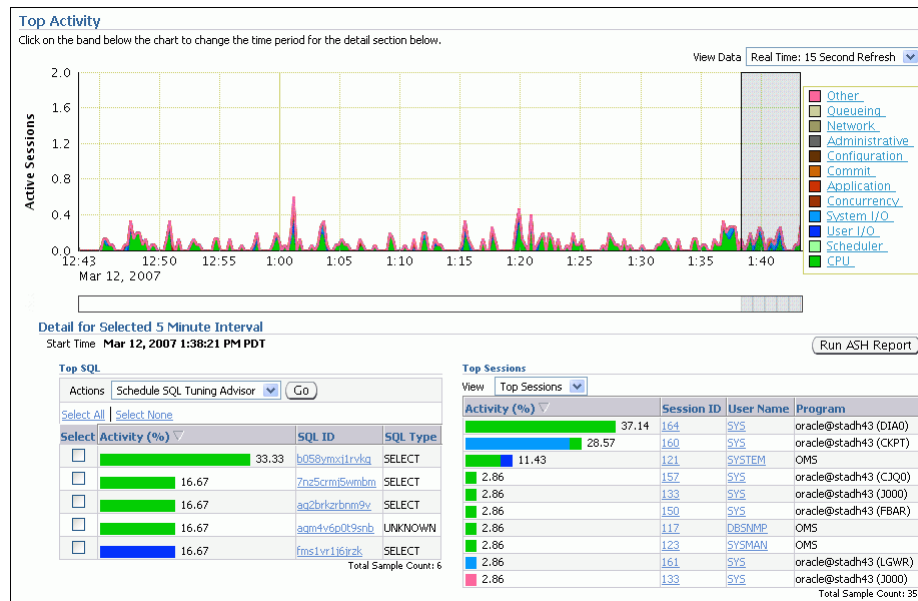 Top Activity
Click on the band below the chart to change the time period for the detail section below.
View Data Real Time: 15 Second Refresh
2.0
1.6
1.2
0.8
0.4
0.0
Active Sessions
12:43 12:50 12:55 1:00 1:05 1:10 1:15 1:20 1:25 1:30 1:35 1:40
Mar 12, 2007
Other
Queueing
Network
Administrative
Configuration
Commit
Application
Concurrency
System I/O
User I/O
Scheduler
CPU
Detail for Selected 5 Minute Interval
Start Time Mar 12, 2007 1:38:21 PM PDT
Run ASH Report
Top SQL
Actions Schedule SQL Tuning Advisor Go
Select All | Select None
Select Activity (%) SQL ID SQL Type
33.33 b058ymxj1rvkq SELECT
16.67 7nz5crmj5wmbm SELECT
16.67 ag2brkzrbnm9v SELECT
16.67 aqm4v6p0t9snb UNKNOWN
16.67 fms1vr1j6jrzk SELECT
Total Sample Count: 6
Top Sessions
View Top Sessions
Activity (%) Session ID User Name Program
37.14 164 SYS oracle@stadh43 (DIA0)
28.57 160 SYS oracle@stadh43 (CKPT)
11.43 121 SYSTEM OMS
2.86 157 SYS oracle@stadh43 (CJQ0)
2.86 133 SYS oracle@stadh43 (J000)
2.86 150 SYS oracle@stadh43 (FBAR)
2.86 117 DBSNMP OMS
2.86 123 SYSMAN OMS
2.86 161 SYS oracle@stadh43 (LGWR)
2.86 133 SYS oracle@stadh43 (J000)
Total Sample Count: 35